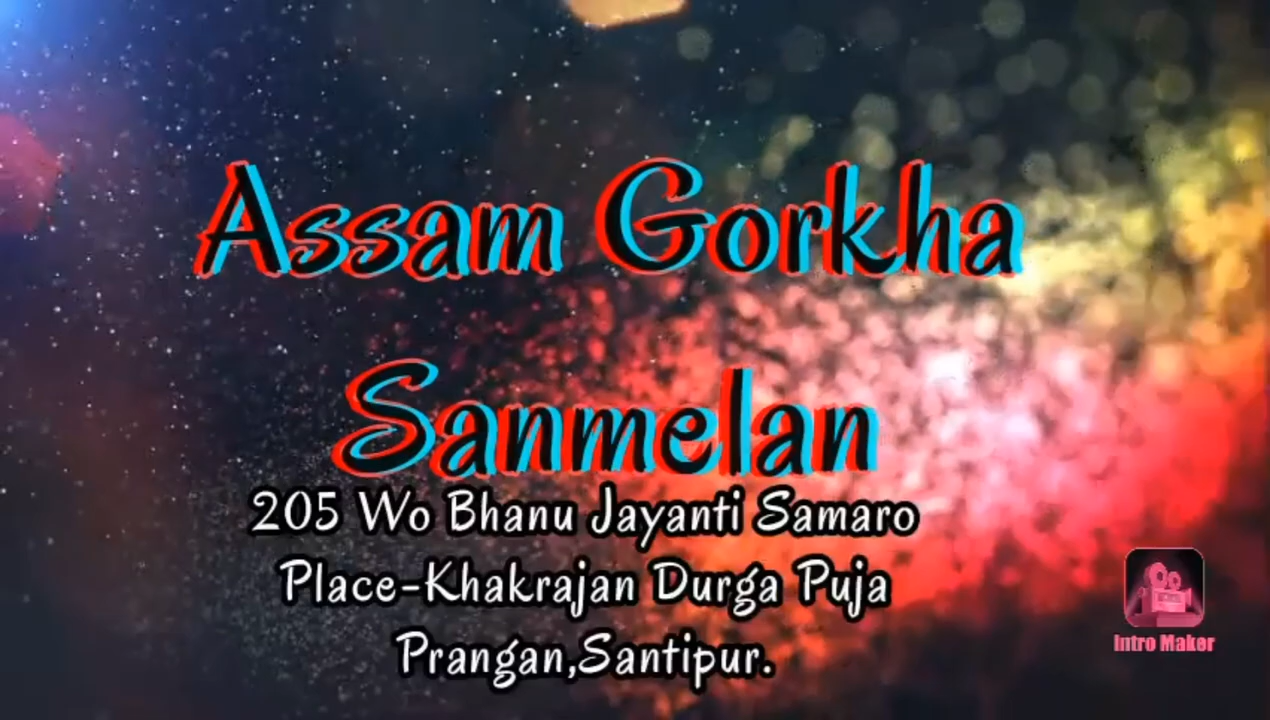 Assam Gorkha
Sanmelan
205 Wo Bhanu Jayanti Samaro
Place-Khakrajan Durga Puja
Prangan,Santipur.
Intro Maker